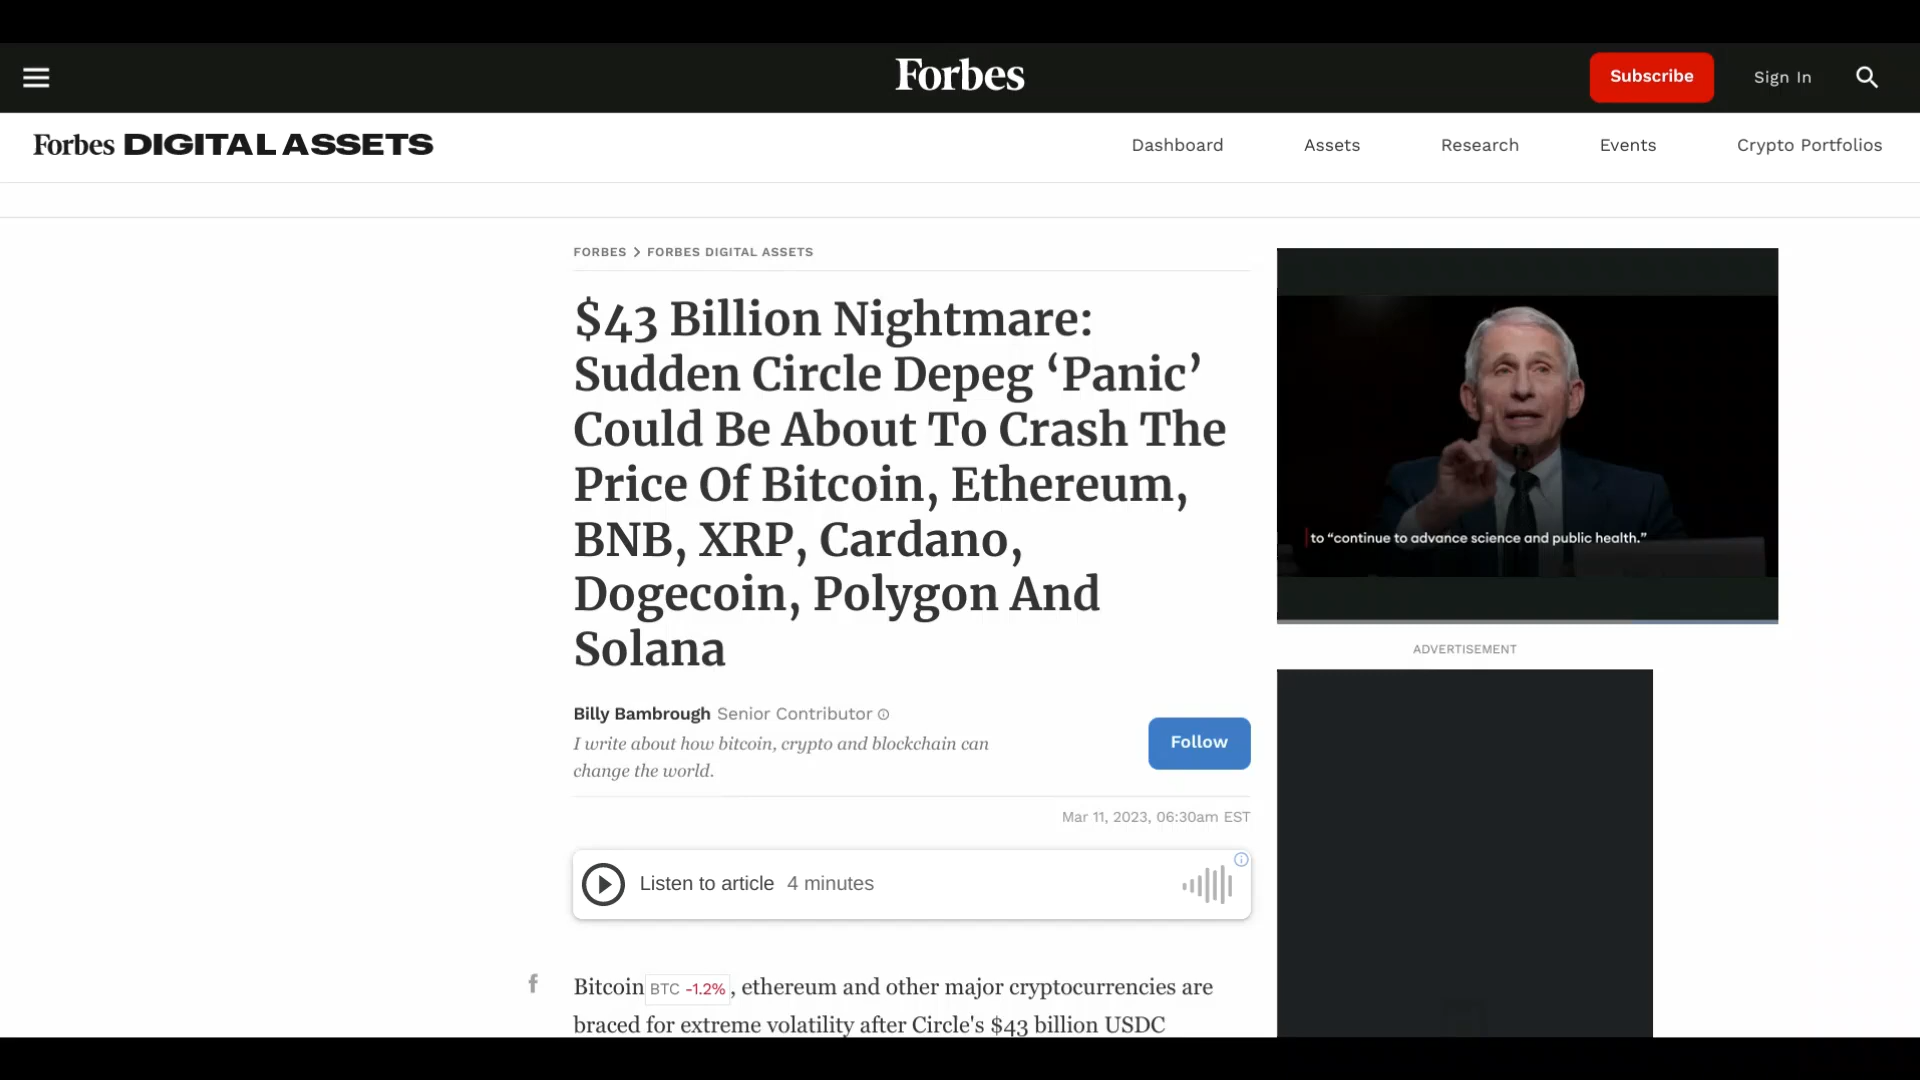 Forbes
Subscribe
Sign In
Forbes DIGITAL ASSETS
Dashboard
Assets
Research
Events
Crypto Portfolios
FORBES > FORBES DIGITAL ASSETS
$43 Billion Nightmare:
Sudden Circle Depeg ‘Panic’
Could Be About To Crash The
Price Of Bitcoin, Ethereum,
BNB, XRP, Cardano,
Dogecoin, Polygon And
Solana
Billy Bambrough Senior Contributor
I write about how bitcoin, crypto and blockchain can
change the world.
Follow
Mar 11, 2023, 06:30am EST
Listen to article 4 minutes
Bitcoin BTC -1.2% , ethereum and other major cryptocurrencies are
braced for extreme volatility after Circle's $43 billion USDC
to “continue to advance science and public health.”
ADVERTISEMENT